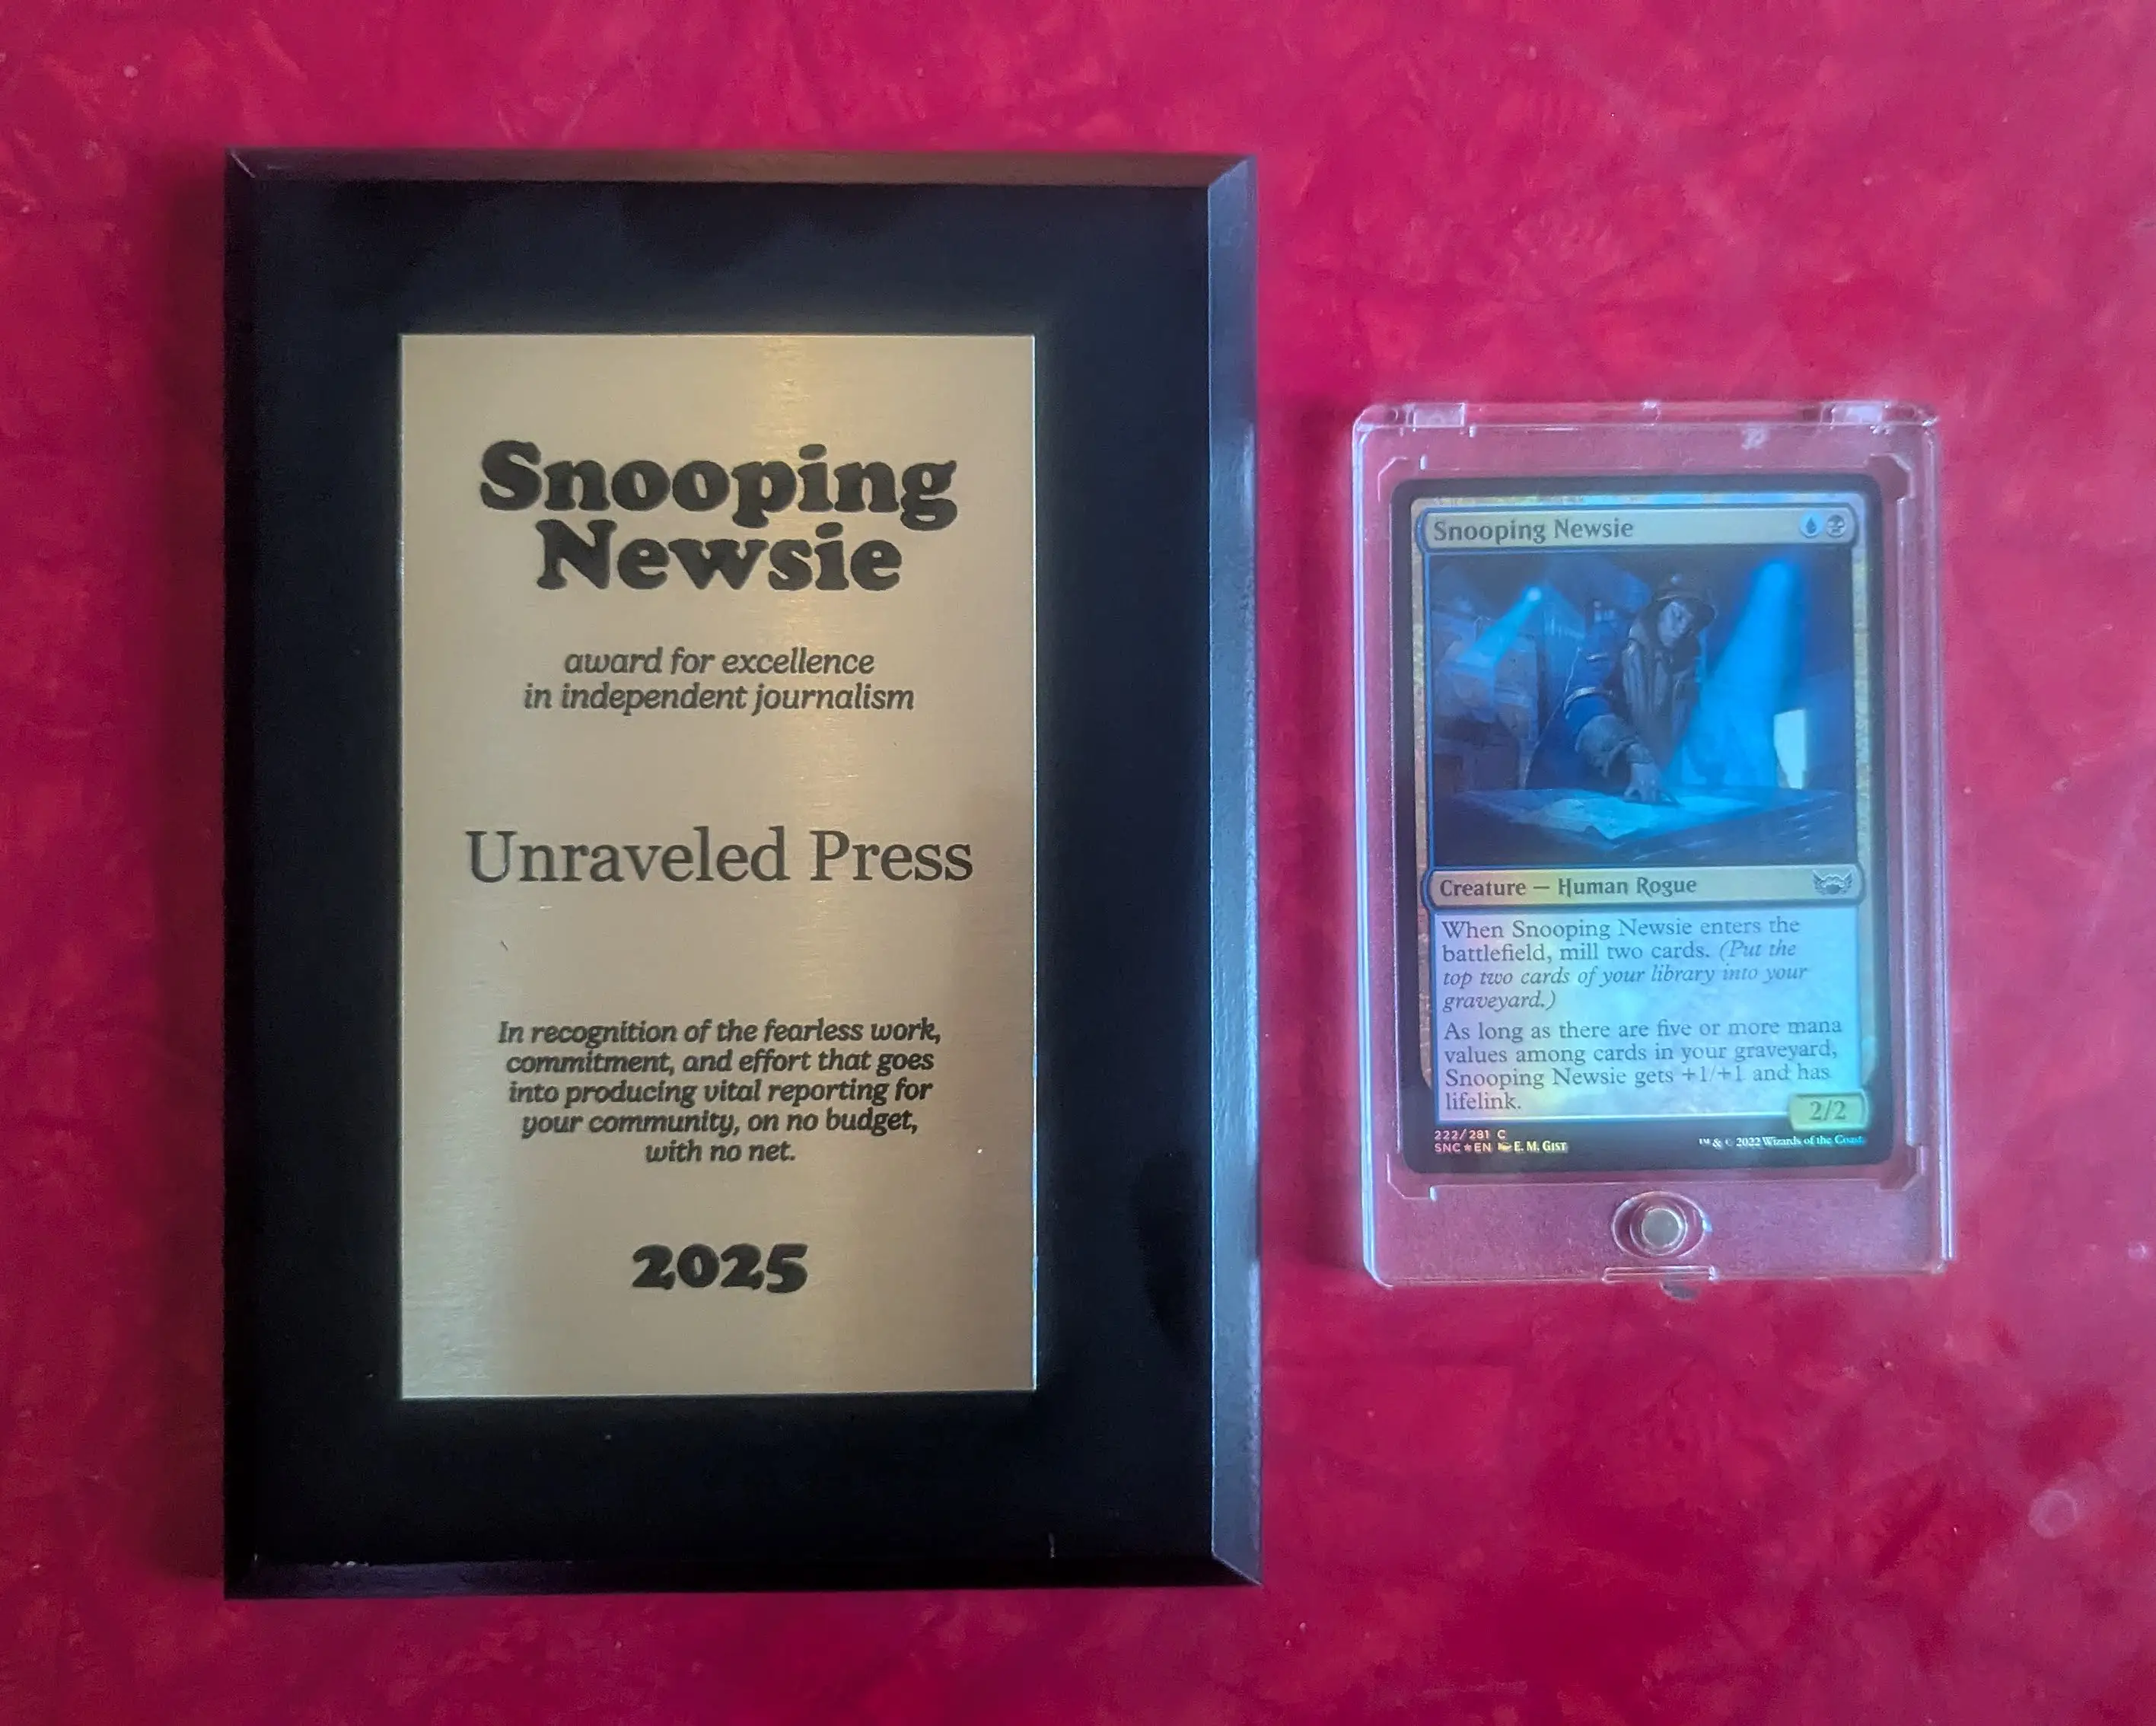 Snooping
Newsie
award for excellence
in independent journalism
Unraveled Press
In recognition of the fearless work,
commitment, and effort that goes
into producing vital reporting for
your community, on no budget,
with no net.
2025
Snooping Newsie
Creature — Human Rogue
When Snooping Newsie enters the
battlefield, mill two cards. (Put the
top two cards of your library into your
graveyard.)
As long as there are five or more mana
values among cards in your graveyard,
Snooping Newsie gets +1/+1 and has
lifelink.
2/2
222/281 C
SNC ★ EN E. M. GIST
™ & © 2022 Wizards of the Coast